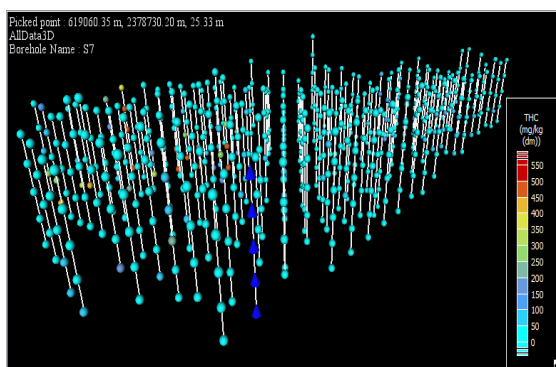 Picked point : 619060.35 m, 2378730.20 m, 25.33 m
AllData3D
Borehole Name : S7
THC
(mg/kg
(dm))
550
500
450
400
350
300
250
200
150
100
50
0